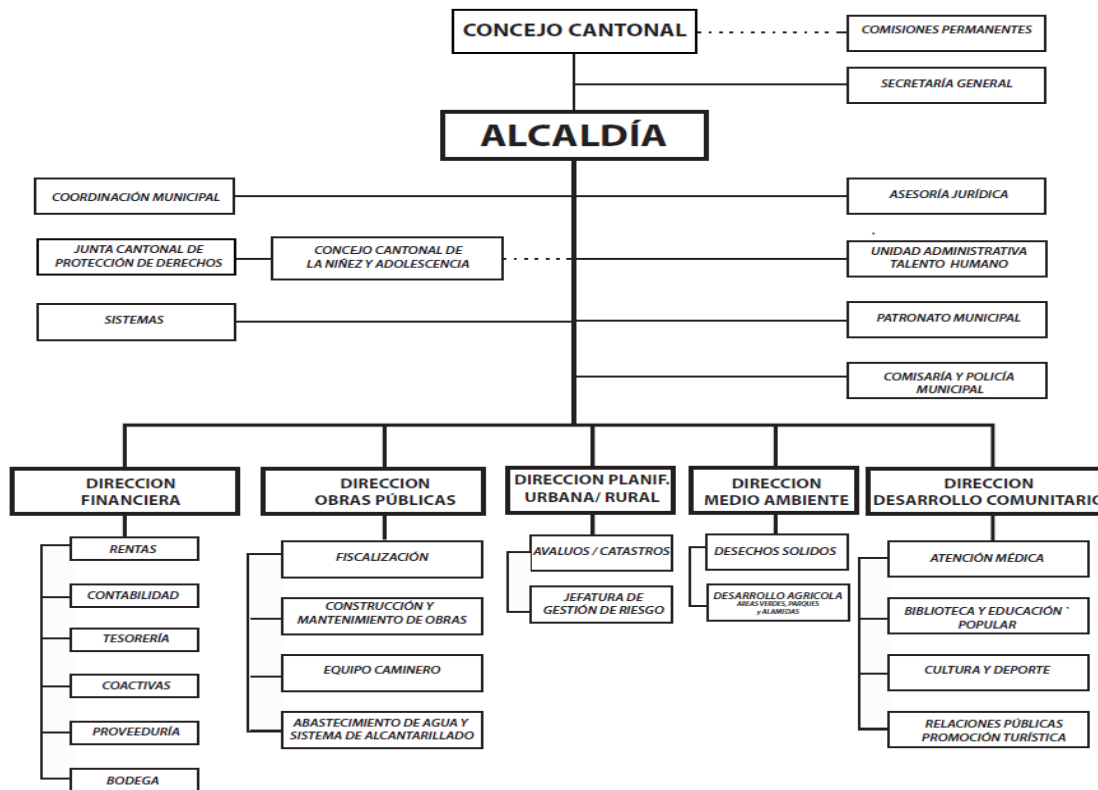 CONCEJO CANTONAL
COMISIONES PERMANENTES
SECRETARÍA GENERAL
ALCALDÍA
COORDINACIÓN MUNICIPAL
ASESORÍA JURÍDICA
JUNTA CANTONAL DE
PROTECCIÓN DE DERECHOS
CONCEJO CANTONAL DE
LA NIÑEZ Y ADOLESCENCIA
UNIDAD ADMINISTRATIVA
TALENTO HUMANO
SISTEMAS
PATRONATO MUNICIPAL
COMISARÍA Y POLICÍA
MUNICIPAL
DIRECCION
FINANCIERA
DIRECCION
OBRAS PÚBLICAS
DIRECCION PLANIF.
URBANA/ RURAL
DIRECCION
MEDIO AMBIENTE
DIRECCION
DESARROLLO COMUNITARIO
RENTAS
CONTABILIDAD
TESORERÍA
COACTIVAS
PROVEEDURÍA
BODEGA
FISCALIZACIÓN
CONSTRUCCIÓN Y
MANTENIMIENTO DE OBRAS
EQUIPO CAMINERO
ABASTECIMIENTO DE AGUA Y
SISTEMA DE ALCANTARILLADO
AVALUOS / CATASTROS
JEFATURA DE
GESTIÓN DE RIESGO
DESECHOS SOLIDOS
DESARROLLO AGRICOLA
AREAS VERDES, PARQUES
y ALAMEDAS
ATENCIÓN MÉDICA
BIBLIOTECA Y EDUCACIÓN `
POPULAR
CULTURA Y DEPORTE
RELACIONES PÚBLICAS
PROMOCIÓN TURÍSTICA